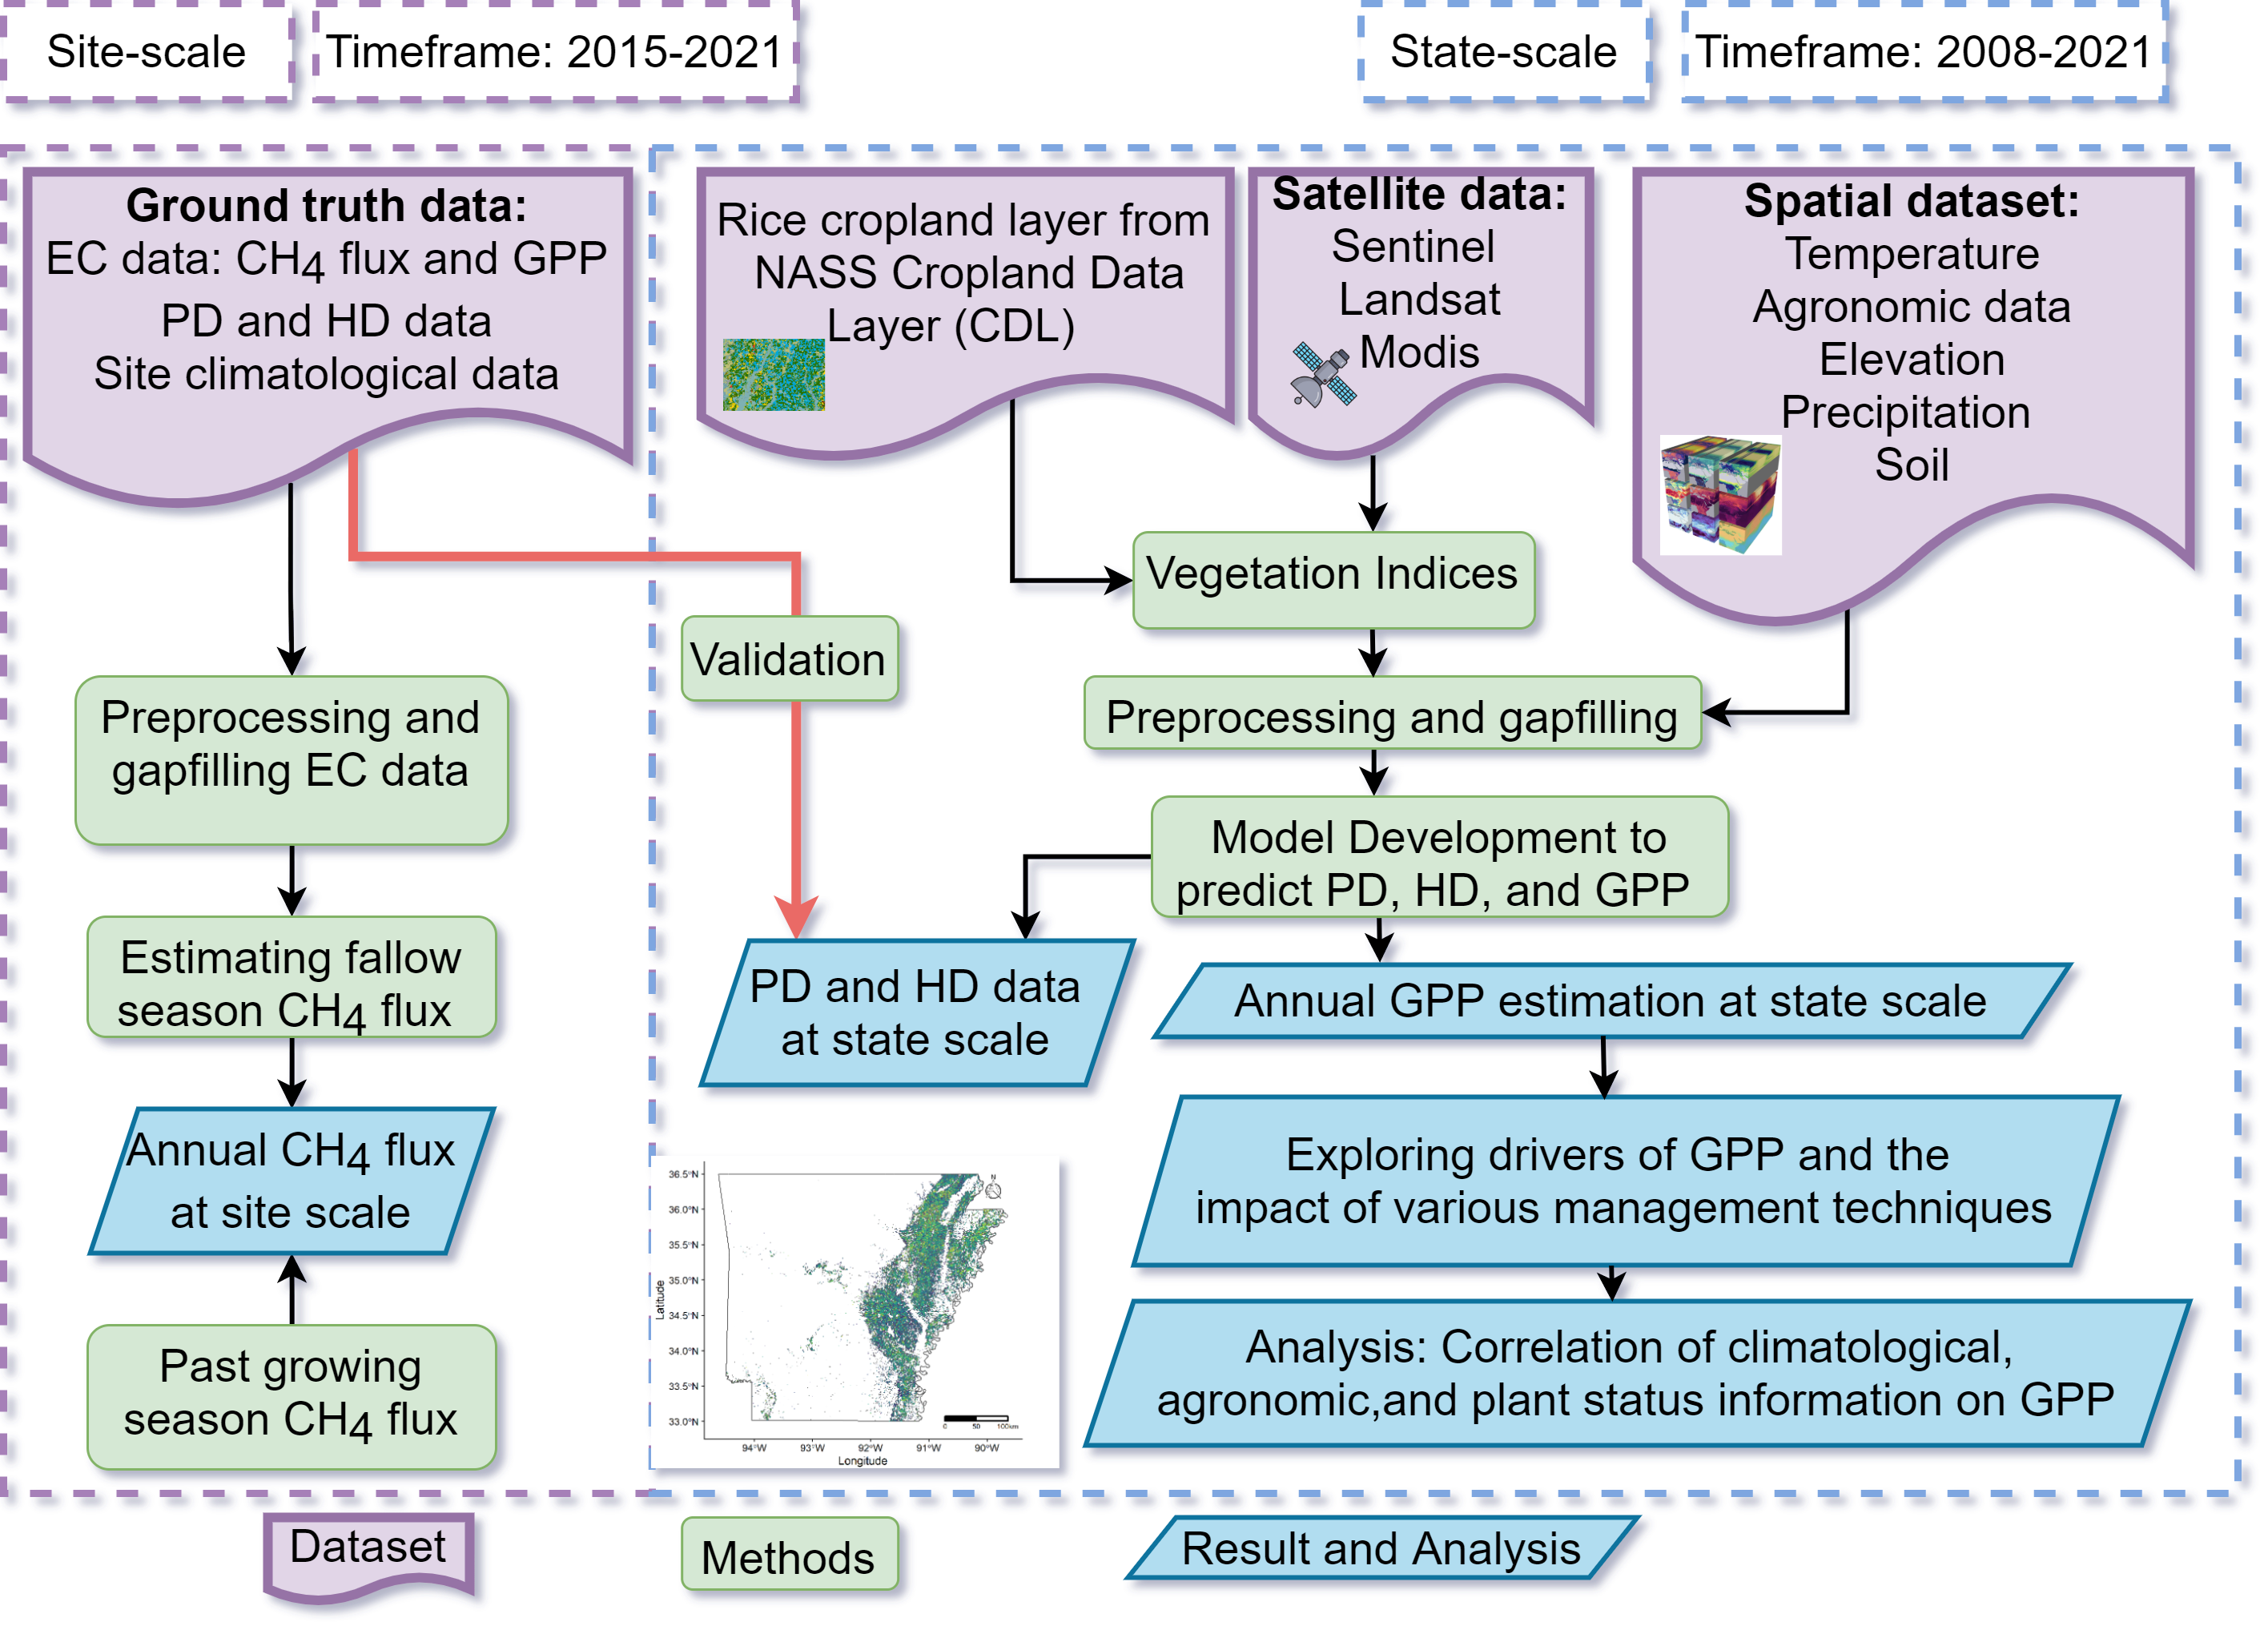 Site-scale
Timeframe: 2015-2021
State-scale
Timeframe: 2008-2021
Ground truth data:
EC data: CH4 flux and GPP
PD and HD data
Site climatological data
Rice cropland layer from
NASS Cropland Data
Layer (CDL)
Satellite data:
Sentinel
Landsat
Modis
Spatial dataset:
Temperature
Agronomic data
Elevation
Precipitation
Soil
Vegetation Indices
Validation
Preprocessing and
gapfilling EC data
Preprocessing and gapfilling
Model Development to
predict PD, HD, and GPP
Estimating fallow
season CH4 flux
PD and HD data
at state scale
Annual GPP estimation at state scale
Annual CH4 flux
at site scale
Exploring drivers of GPP and the
impact of various management techniques
Past growing
season CH4 flux
Analysis: Correlation of climatological,
agronomic,and plant status information on GPP
36.5°N
36.0°N
35.5°N
35.0°N
34.5°N
34.0°N
33.5°N
33.0°N
Latitude
N
0 50 100km
94°W 93°W 92°W 91°W 90°W
Longitude
Dataset
Methods
Result and Analysis